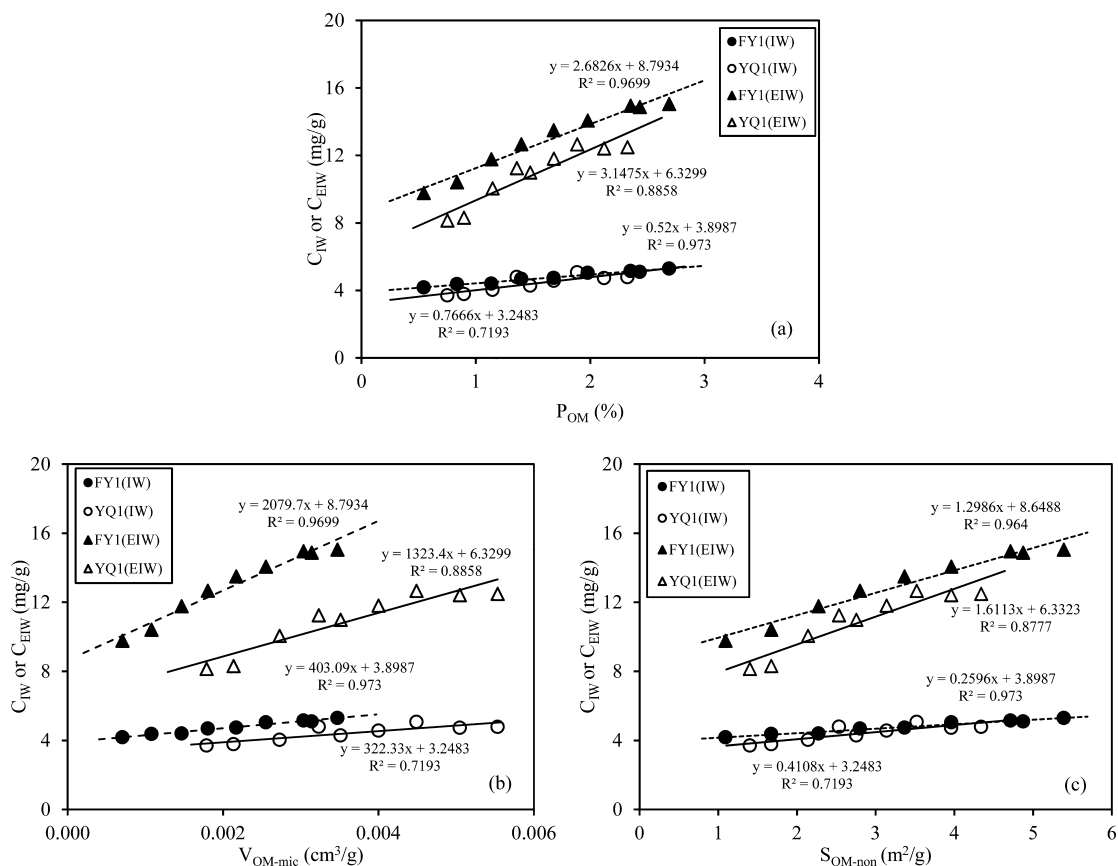 20
16
12
8
4
0
C_IW or C_EIW (mg/g)
FY1(IW)
YQ1(IW)
FY1(EIW)
YQ1(EIW)
y = 2.6826x + 8.7934
R² = 0.9699
y = 3.1475x + 6.3299
R² = 0.8858
y = 0.52x + 3.8987
R² = 0.973
y = 0.7666x + 3.2483
R² = 0.7193
(a)
0 1 2 3 4
P_OM (%)
20
16
12
8
4
0
C_IW or C_EIW (mg/g)
FY1(IW)
YQ1(IW)
FY1(EIW)
YQ1(EIW)
y = 2079.7x + 8.7934
R² = 0.9699
y = 1323.4x + 6.3299
R² = 0.8858
y = 403.09x + 3.8987
R² = 0.973
y = 322.33x + 3.2483
R² = 0.7193
(b)
0.000 0.002 0.004 0.006
V_OM-mic (cm³/g)
20
16
12
8
4
0
C_IW or C_EIW (mg/g)
FY1(IW)
YQ1(IW)
FY1(EIW)
YQ1(EIW)
y = 1.2986x + 8.6488
R² = 0.964
y = 1.6113x + 6.3323
R² = 0.8777
y = 0.2596x + 3.8987
R² = 0.973
y = 0.4108x + 3.2483
R² = 0.7193
(c)
0 1 2 3 4 5 6
S_OM-non (m²/g)